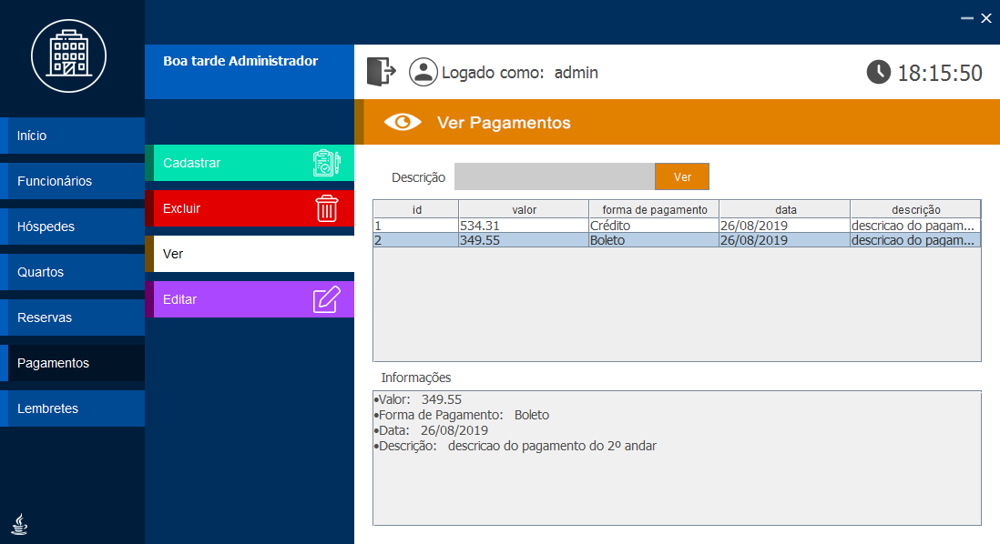 Boa tarde Administrador
Logado como: admin
18:15:50
Início
Funcionários
Hóspedes
Quartos
Reservas
Pagamentos
Lembretes
Cadastrar
Excluir
Ver
Editar
Ver Pagamentos
Descrição
Ver
id valor forma de pagamento data descrição
1 534.31 Crédito 26/08/2019 descricao do pagam...
2 349.55 Boleto 26/08/2019 descricao do pagam...
Informações
•Valor: 349.55
•Forma de Pagamento: Boleto
•Data: 26/08/2019
•Descrição: descricao do pagamento do 2º andar